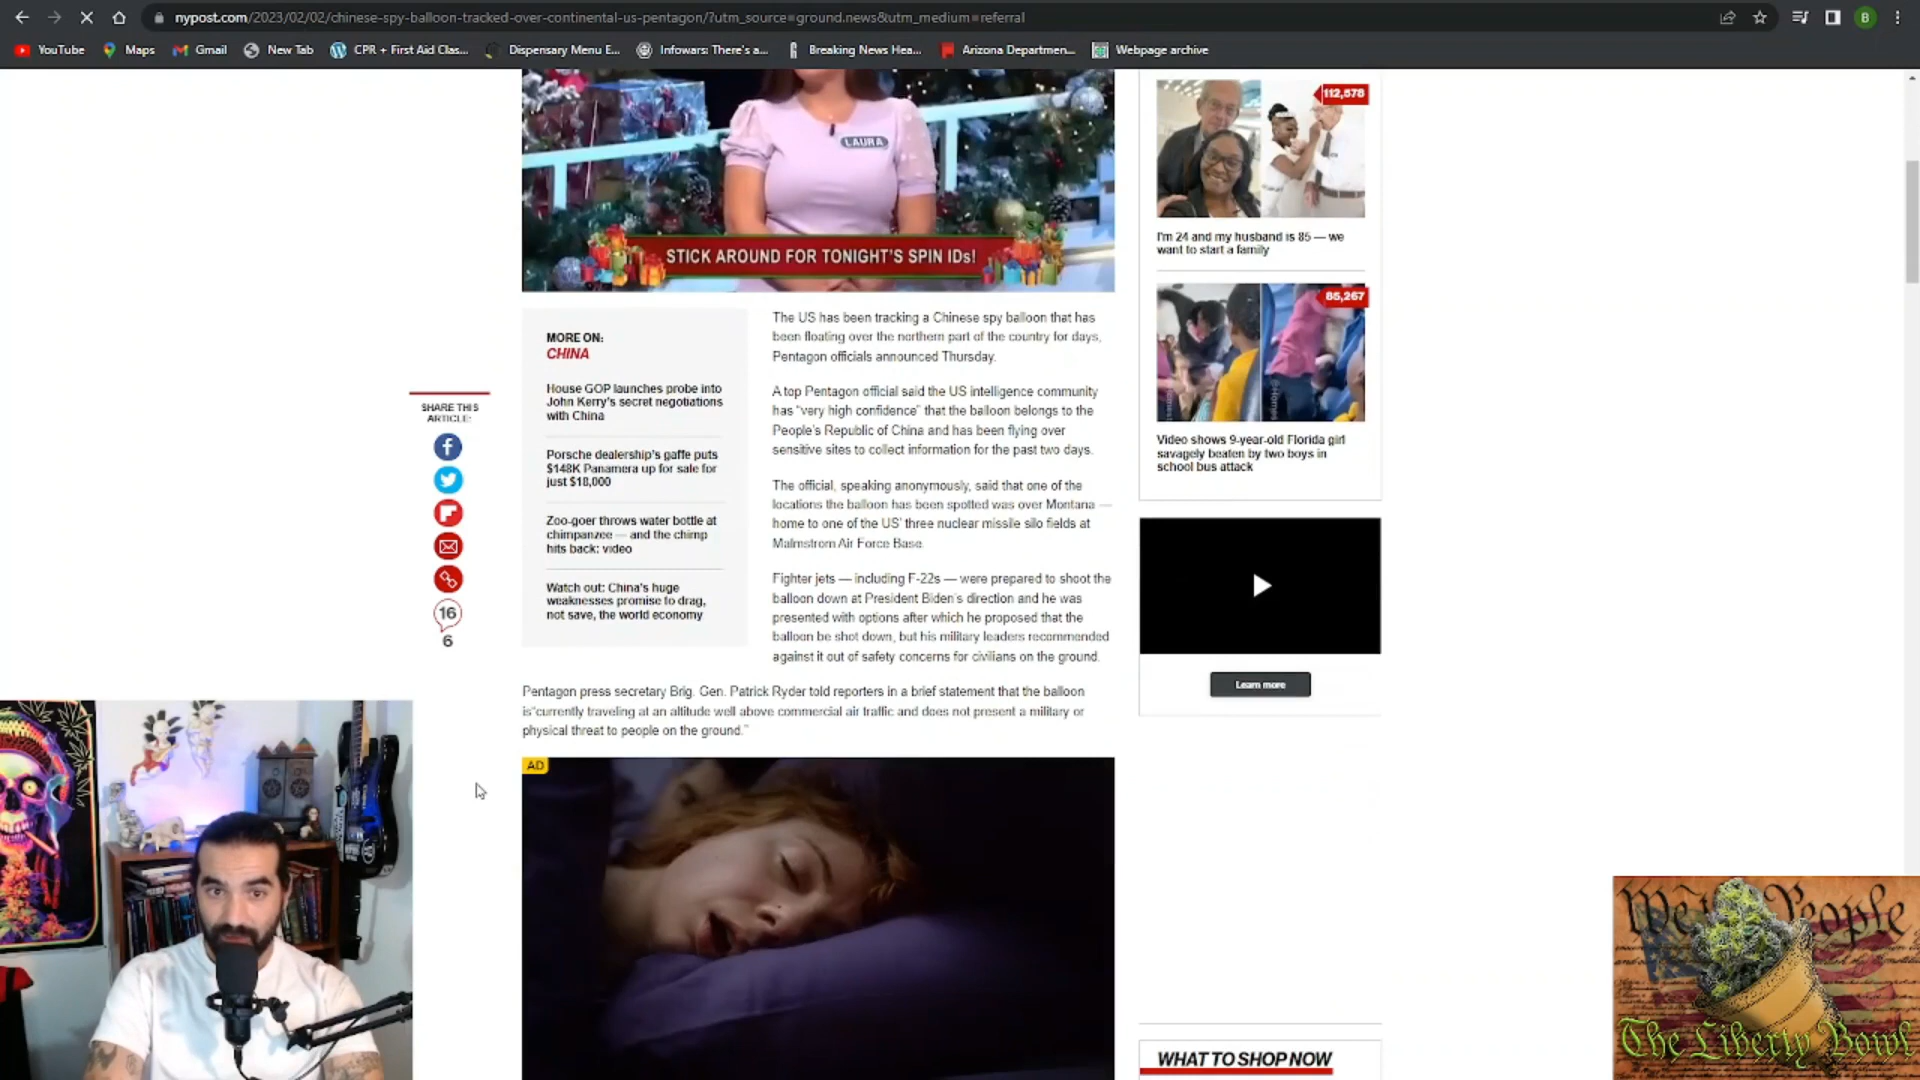 nypost.com/2023/02/02/chinese-spy-balloon-tracked-over-continental-us-pentagon/?utm_source=ground.news&utm_medium=referral
B
YouTube
Maps
Gmail
New Tab
CPR + First Aid Clas...
Dispensary Menu E...
Infowars: There's a...
Breaking News Hea...
Arizona Departmen...
Webpage archive
LAURA
STICK AROUND FOR TONIGHT'S SPIN IDs!
MORE ON:
CHINA
House GOP launches probe into
John Kerry's secret negotiations
with China
Porsche dealership's gaffe puts
$148K Panamera up for sale for
just $18,000
Zoo-goer throws water bottle at
chimpanzee — and the chimp
hits back: video
Watch out: China's huge
weaknesses promise to drag,
not save, the world economy
SHARE THIS
ARTICLE:
16
6
The US has been tracking a Chinese spy balloon that has
been floating over the northern part of the country for days,
Pentagon officials announced Thursday.
A top Pentagon official said the US intelligence community
has "very high confidence" that the balloon belongs to the
People's Republic of China and has been flying over
sensitive sites to collect information for the past two days.
The official, speaking anonymously, said that one of the
locations the balloon has been spotted was over Montana —
home to one of the US' three nuclear missile silo fields at
Malmstrom Air Force Base.
Fighter jets — including F-22s — were prepared to shoot the
balloon down at President Biden's direction and he was
presented with options after which he proposed that the
balloon be shot down, but his military leaders recommended
against it out of safety concerns for civilians on the ground.
Pentagon press secretary Brig. Gen. Patrick Ryder told reporters in a brief statement that the balloon
is"currently traveling at an altitude well above commercial air traffic and does not present a military or
physical threat to people on the ground."
AD
112,578
I'm 24 and my husband is 85 — we
want to start a family
85,267
Video shows 9-year-old Florida girl
savagely beaten by two boys in
school bus attack
Learn more
WHAT TO SHOP NOW
We The People
The Liberty Bowl